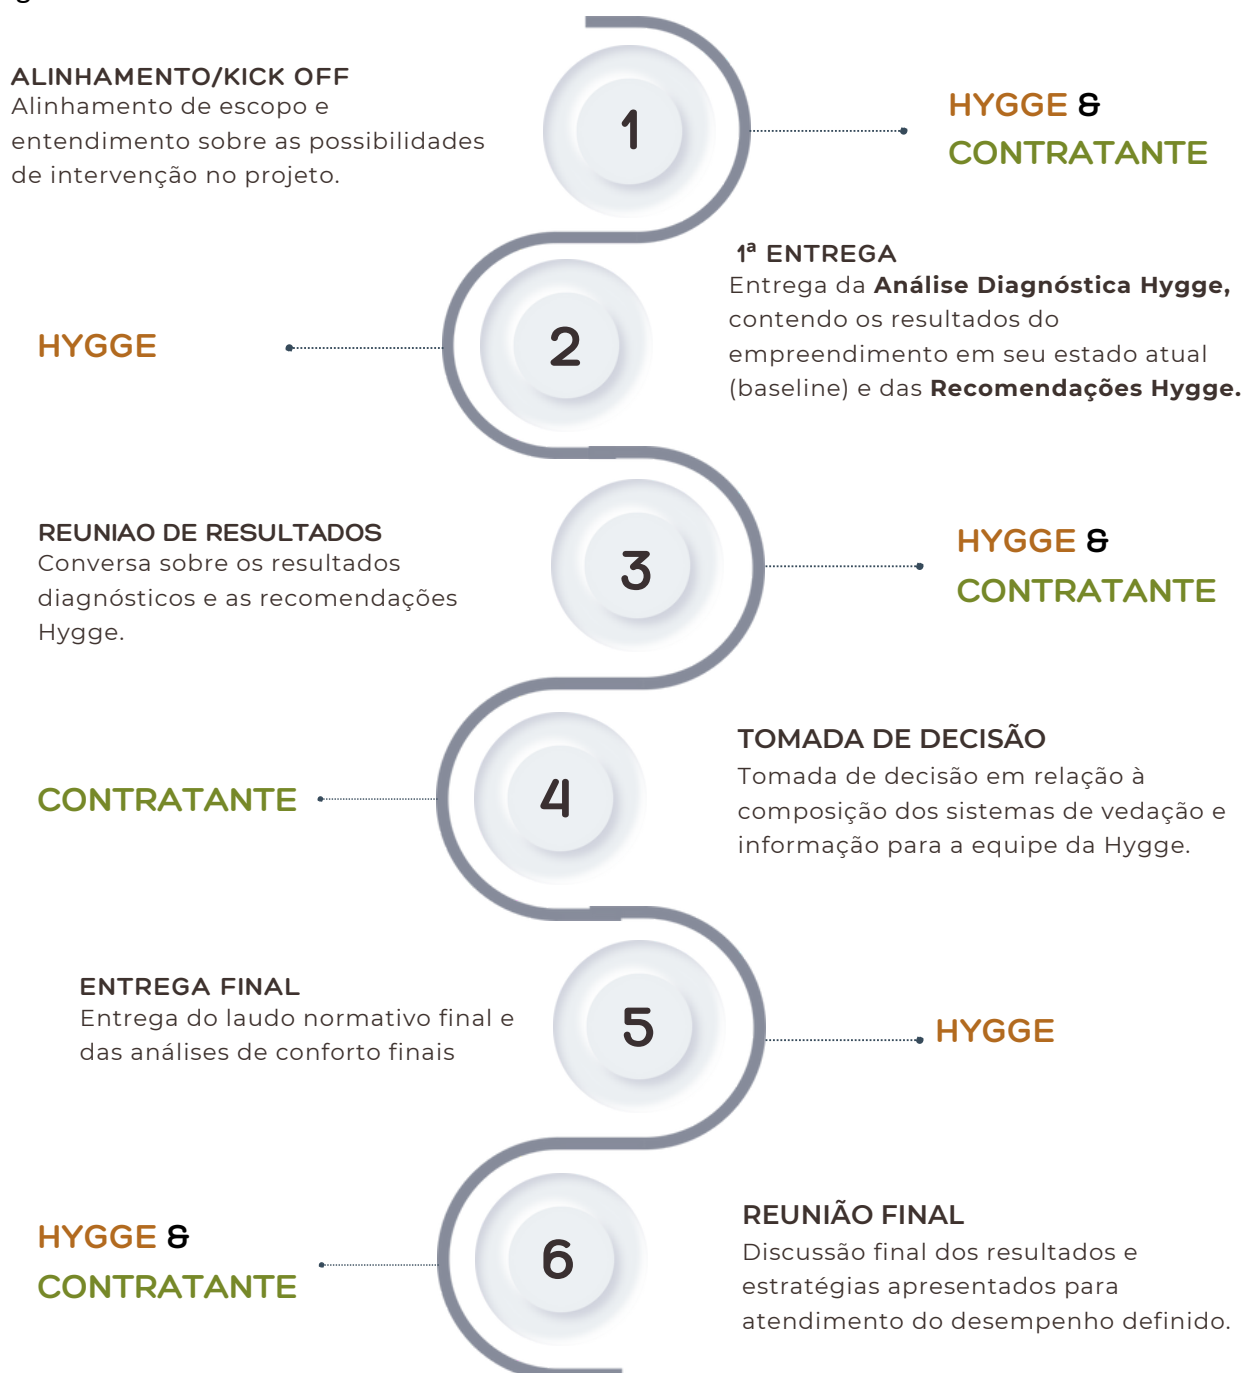 ALINHAMENTO/KICK OFF
Alinhamento de escopo e
entendimento sobre as possibilidades
de intervenção no projeto.
1
HYGGE &
CONTRATANTE
HYGGE
2
1ª ENTREGA
Entrega da Análise Diagnóstica Hygge,
contendo os resultados do
empreendimento em seu estado atual
(baseline) e das Recomendações Hygge.
REUNIAO DE RESULTADOS
Conversa sobre os resultados
diagnósticos e as recomendações
Hygge.
3
HYGGE &
CONTRATANTE
CONTRATANTE
4
TOMADA DE DECISÃO
Tomada de decisão em relação à
composição dos sistemas de vedação e
informação para a equipe da Hygge.
ENTREGA FINAL
Entrega do laudo normativo final e
das análises de conforto finais
5
HYGGE
HYGGE &
CONTRATANTE
6
REUNIÃO FINAL
Discussão final dos resultados e
estratégias apresentados para
atendimento do desempenho definido.